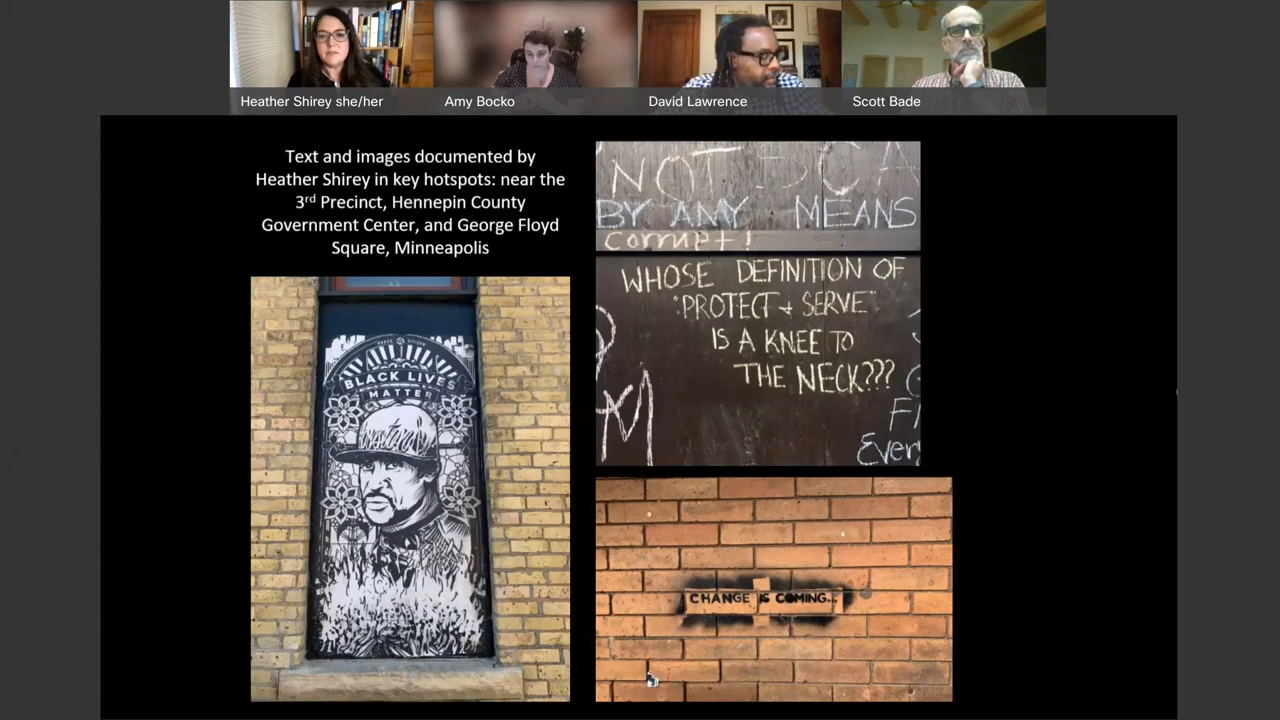 Heather Shirey she/her
Amy Bocko
David Lawrence
Scott Bade
Text and images documented by
Heather Shirey in key hotspots: near the
3rd Precinct, Hennepin County
Government Center, and George Floyd
Square, Minneapolis
BLACK LIVES
MATTER
NOT
BY AMY MEANS
corrupt!
WHOSE DEFINITION OF
"PROTECT + SERVE"
IS A KNEE TO
THE NECK???
CHANGE IS COMING...